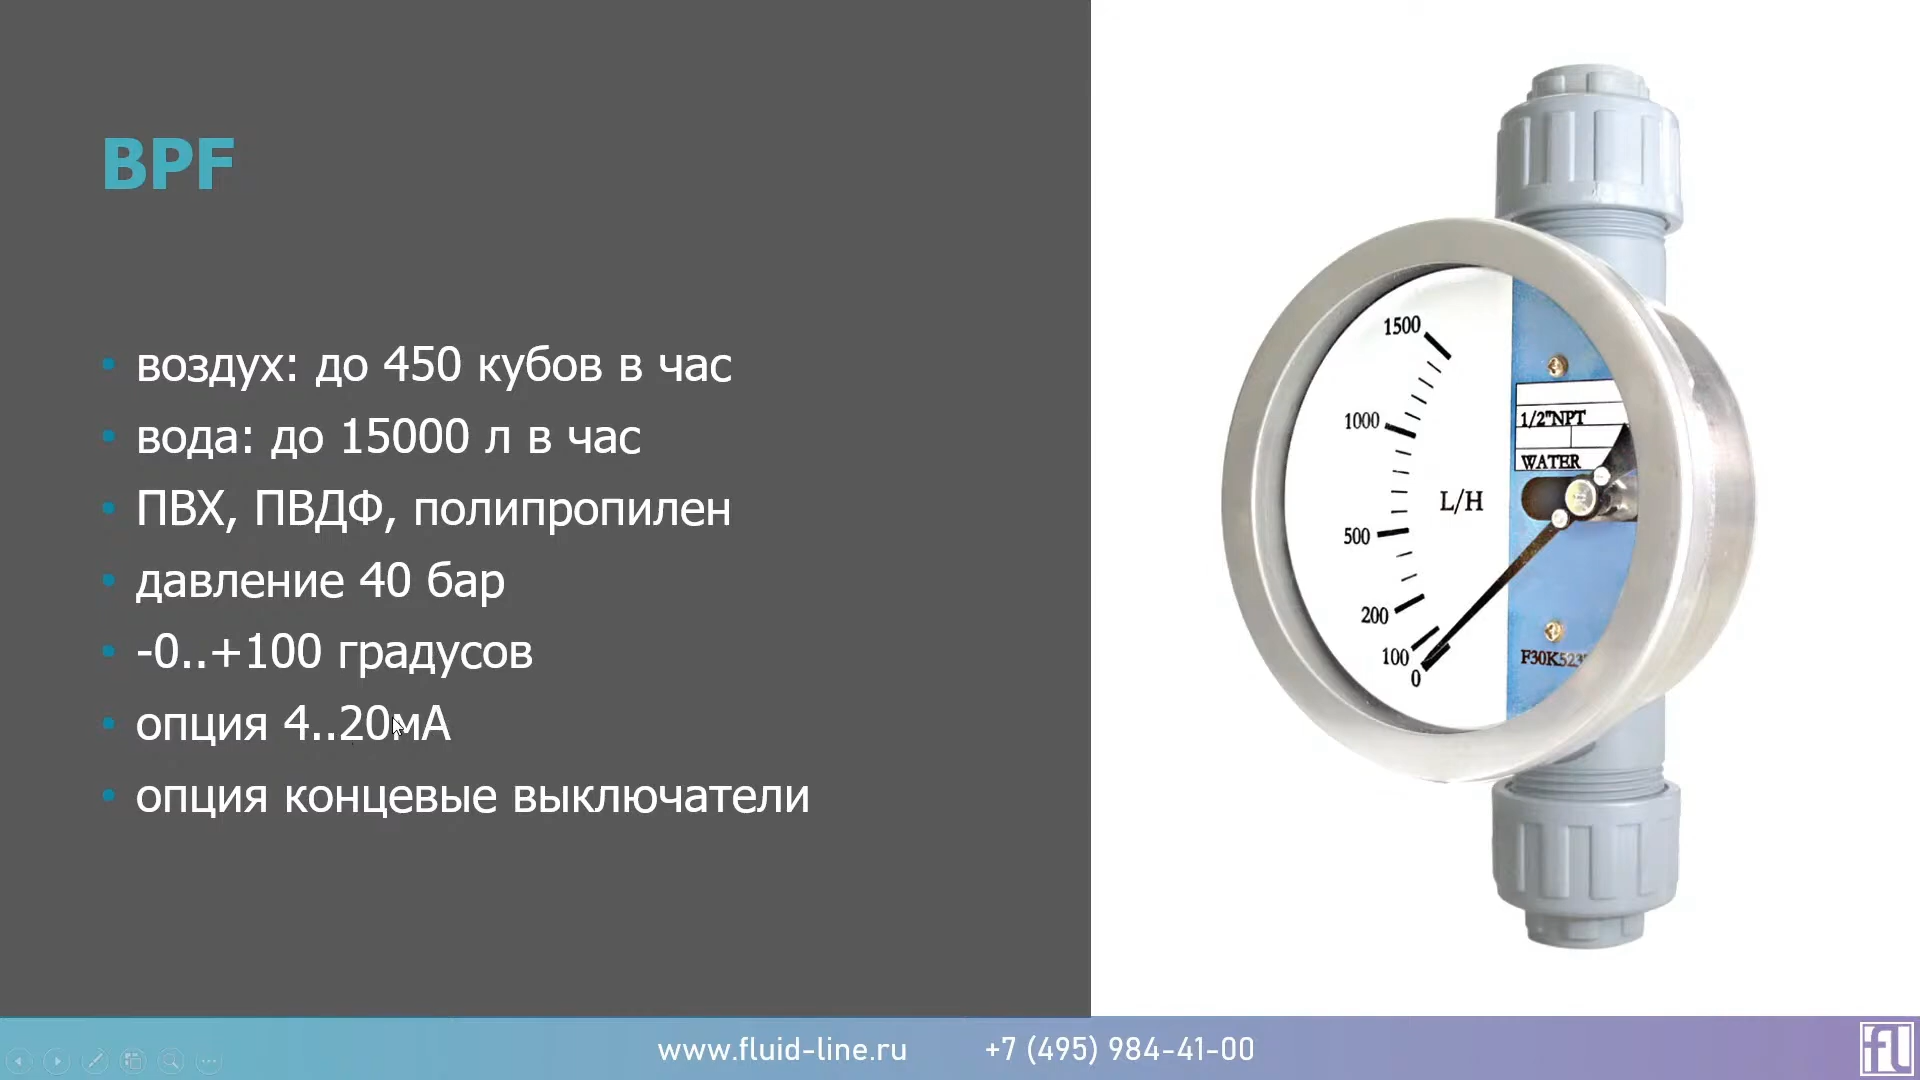 BPF
воздух: до 450 кубов в час
вода: до 15000 л в час
ПВХ, ПВДФ, полипропилен
давление 40 бар
-0..+100 градусов
опция 4..20мА
опция концевые выключатели
1500
1000
500
200
100
0
L/H
1/2"NPT
WATER
www.fluid-line.ru +7 (495) 984-41-00
fl